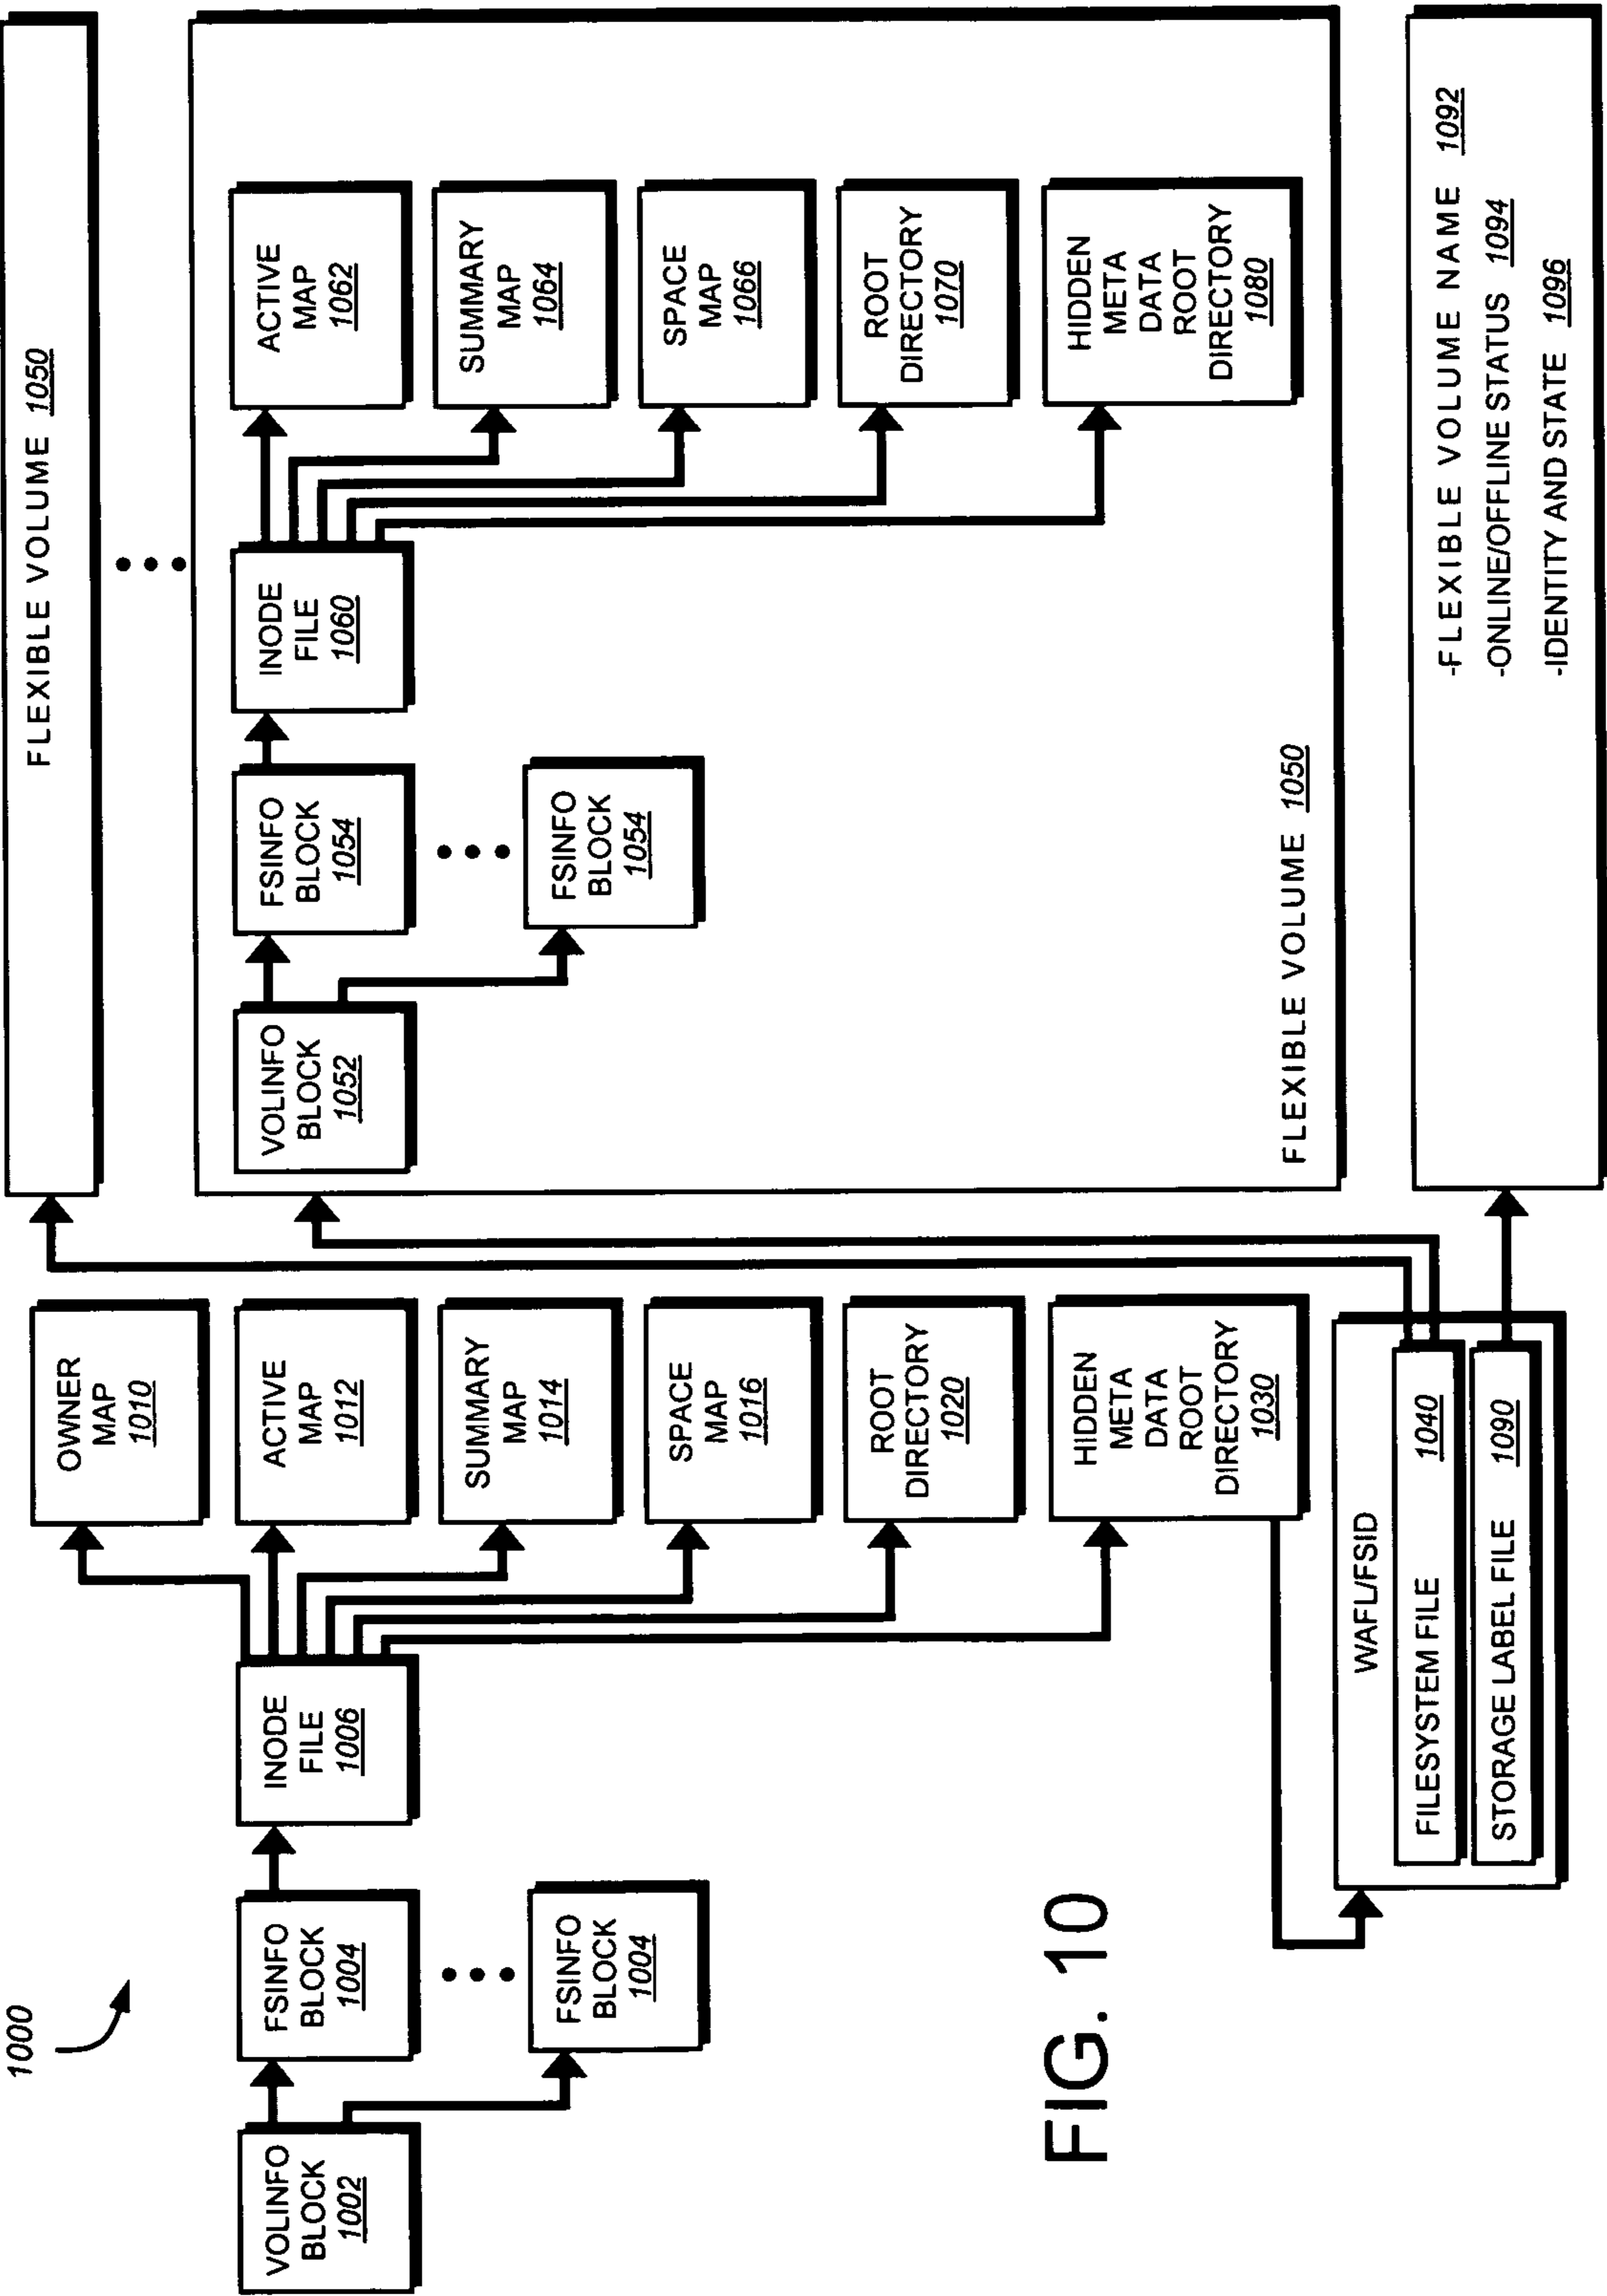 1000
VOLINFO
BLOCK
1002
FSINFO
BLOCK
1004
FSINFO
BLOCK
1004
INODE
FILE
1006
OWNER
MAP
1010
ACTIVE
MAP
1012
SUMMARY
MAP
1014
SPACE
MAP
1016
ROOT
DIRECTORY
1020
HIDDEN
META
DATA
ROOT
DIRECTORY
1030
WAFL/FSID
FILESYSTEM FILE 1040
STORAGE LABEL FILE 1090
FLEXIBLE VOLUME 1050
VOLINFO
BLOCK
1052
FSINFO
BLOCK
1054
FSINFO
BLOCK
1054
INODE
FILE
1060
ACTIVE
MAP
1062
SUMMARY
MAP
1064
SPACE
MAP
1066
ROOT
DIRECTORY
1070
HIDDEN
META
DATA
ROOT
DIRECTORY
1080
FLEXIBLE VOLUME 1050
-FLEXIBLE VOLUME NAME 1092
-ONLINE/OFFLINE STATUS 1094
-IDENTITY AND STATE 1096
FIG. 10